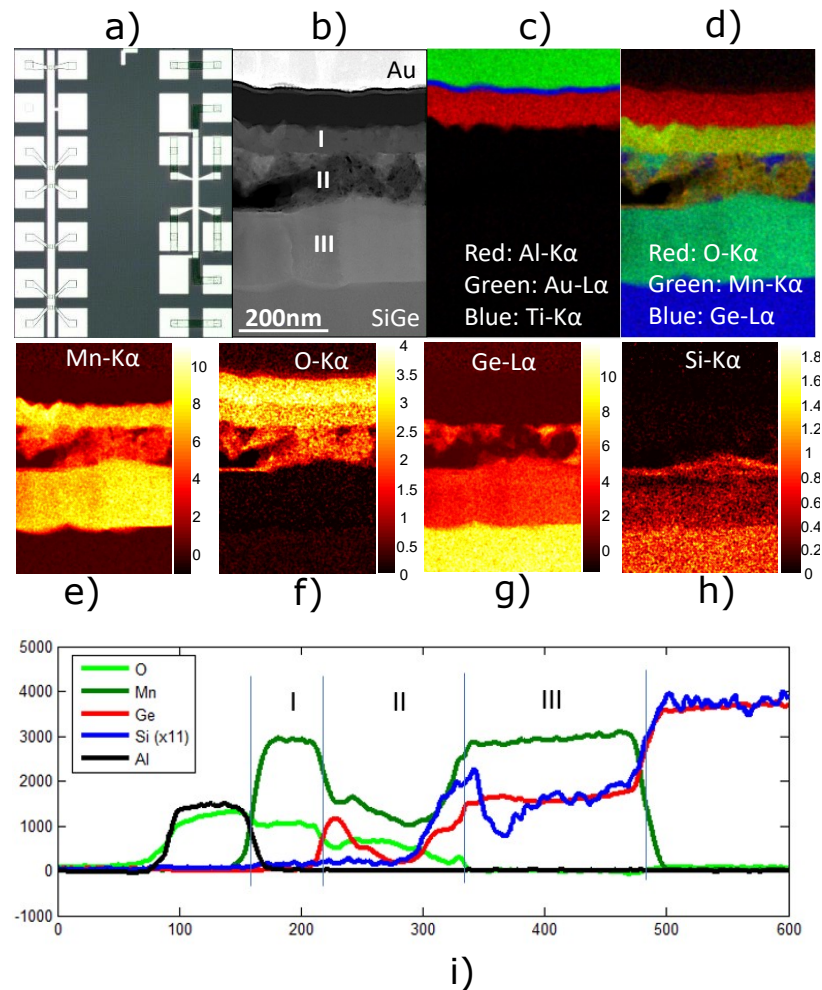 a) b) c) d)
Au
I
II
III
200nm SiGe
Red: Al-Kα
Green: Au-Lα
Blue: Ti-Kα
Red: O-Kα
Green: Mn-Kα
Blue: Ge-Lα
Mn-Kα
10
8
6
4
2
0
O-Kα
4
3.5
3
2.5
2
1.5
1
0.5
0
Ge-Lα
10
8
6
4
2
0
Si-Kα
1.8
1.6
1.4
1.2
1
0.8
0.6
0.4
0.2
0
e) f) g) h)
5000
4000
3000
2000
1000
0
-1000
O
Mn
Ge
Si (x11)
Al
I II III
0 100 200 300 400 500 600
i)